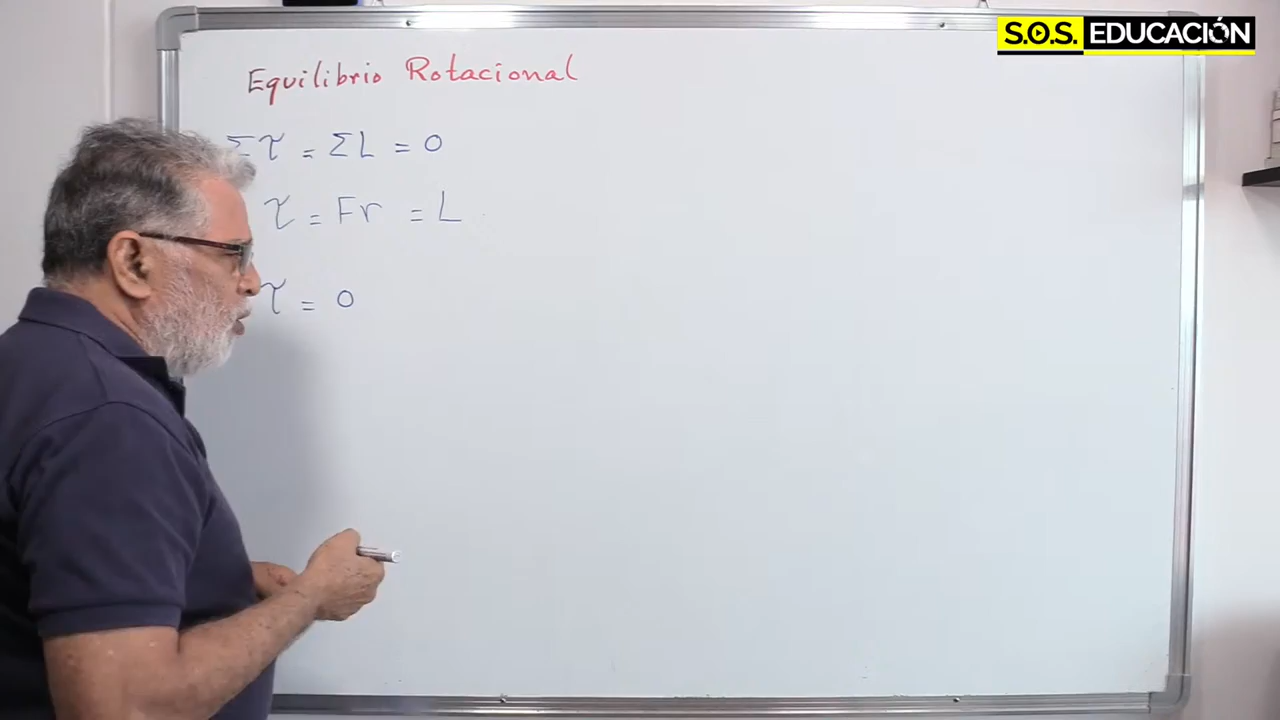 S.O.S. EDUCACIÓN
Equilibrio Rotacional
Στ = ΣL = 0
τ = Fr = L
τ = 0